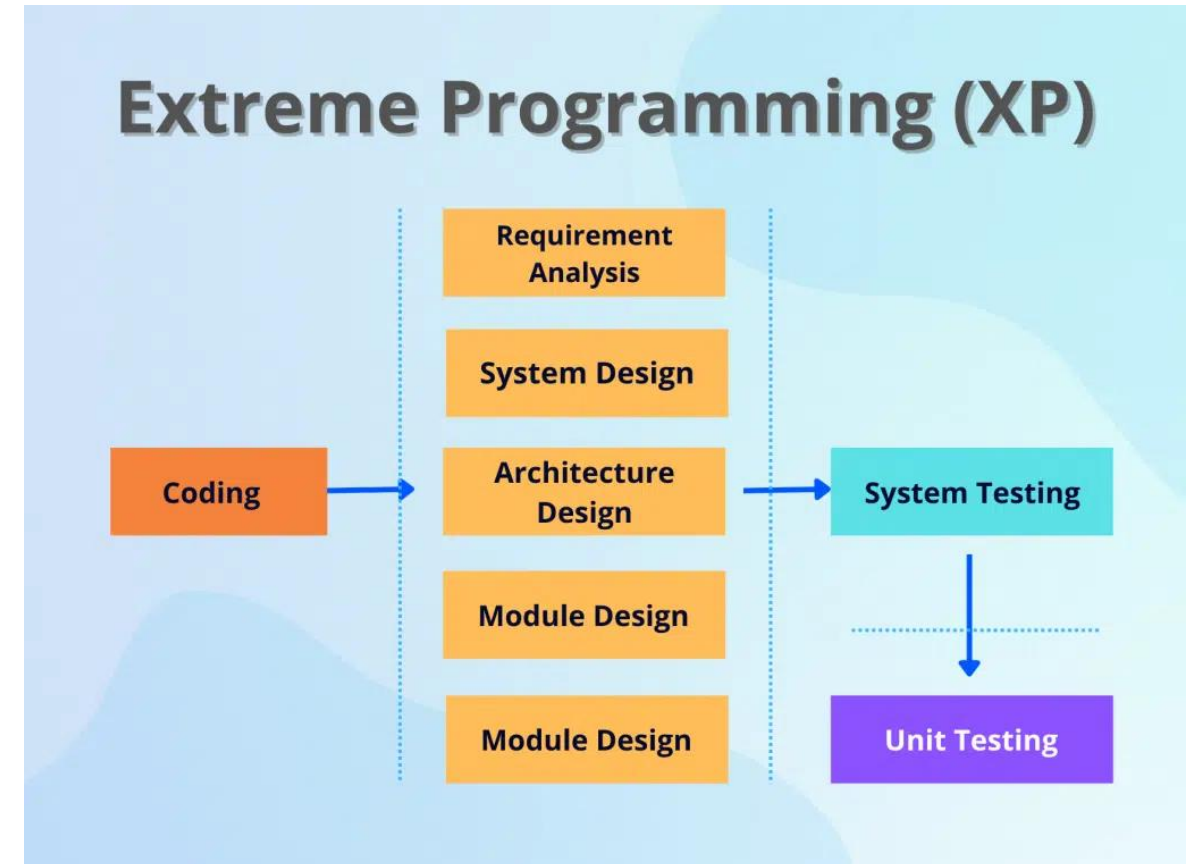 Extreme Programming (XP)
Requirement
Analysis
System Design
Coding
Architecture
Design
System Testing
Module Design
Module Design
Unit Testing